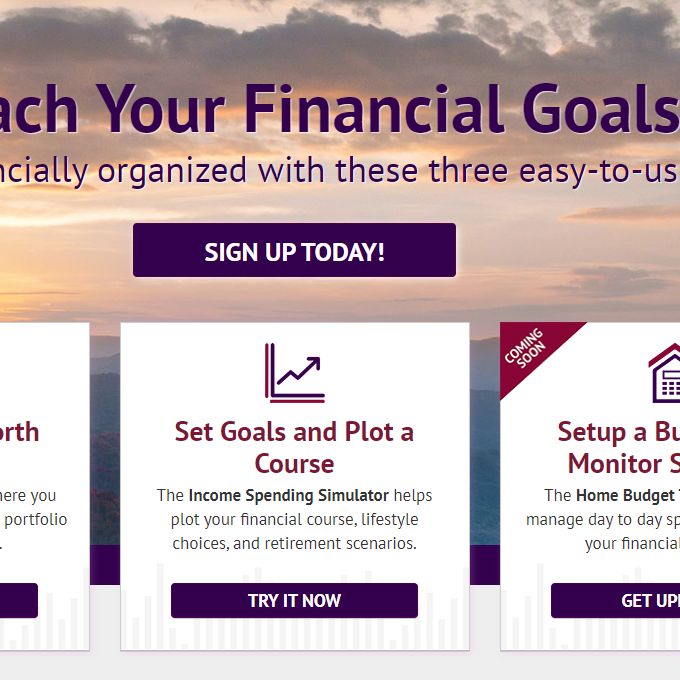 ach Your Financial Goals
ncially organized with these three easy-to-us
SIGN UP TODAY!
orth
here you
portfolio
.
Set Goals and Plot a
Course
The Income Spending Simulator helps
plot your financial course, lifestyle
choices, and retirement scenarios.
TRY IT NOW
COMING
SOON
Setup a Bu
Monitor S
The Home Budget T
manage day to day sp
your financial
GET UP